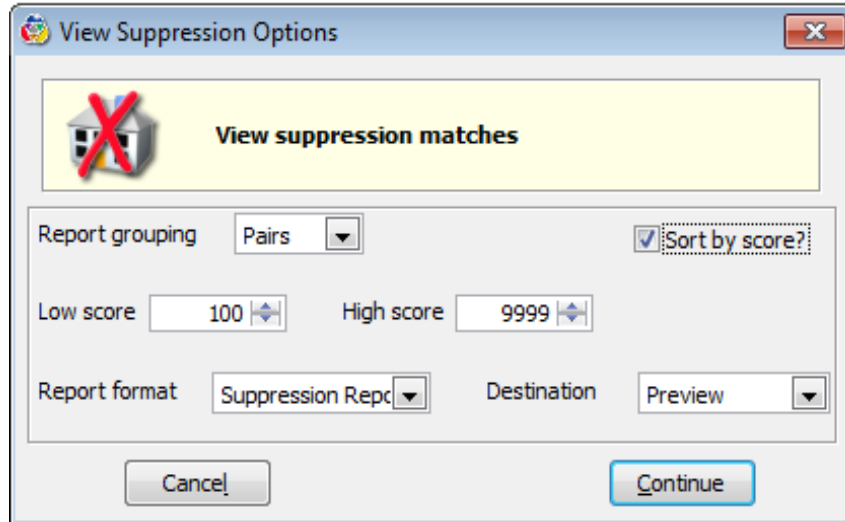 View Suppression Options
View suppression matches
Report grouping Pairs Sort by score?
Low score 100 High score 9999
Report format Suppression Repo Destination Preview
Cancel Continue